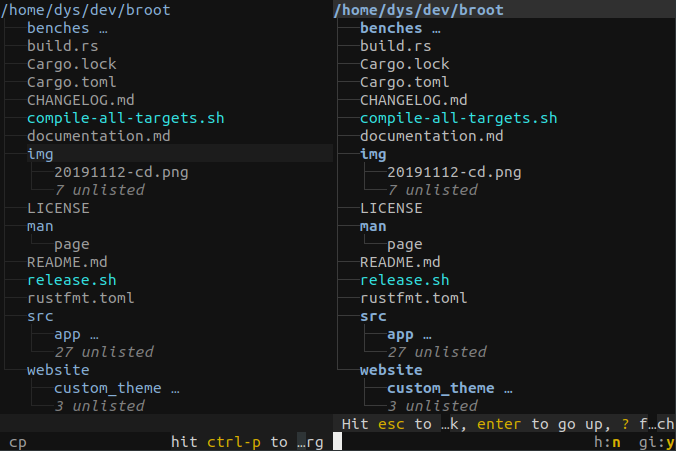 /home/dys/dev/broot
benches …
build.rs
Cargo.lock
Cargo.toml
CHANGELOG.md
compile-all-targets.sh
documentation.md
img
20191112-cd.png
7 unlisted
LICENSE
man
page
README.md
release.sh
rustfmt.toml
src
app …
27 unlisted
website
custom_theme …
3 unlisted
cp hit ctrl-p to …rg
/home/dys/dev/broot
benches …
build.rs
Cargo.lock
Cargo.toml
CHANGELOG.md
compile-all-targets.sh
documentation.md
img
20191112-cd.png
7 unlisted
LICENSE
man
page
README.md
release.sh
rustfmt.toml
src
app …
27 unlisted
website
custom_theme …
3 unlisted
Hit esc to …k, enter to go up, ? f…ch
h:n gi:y